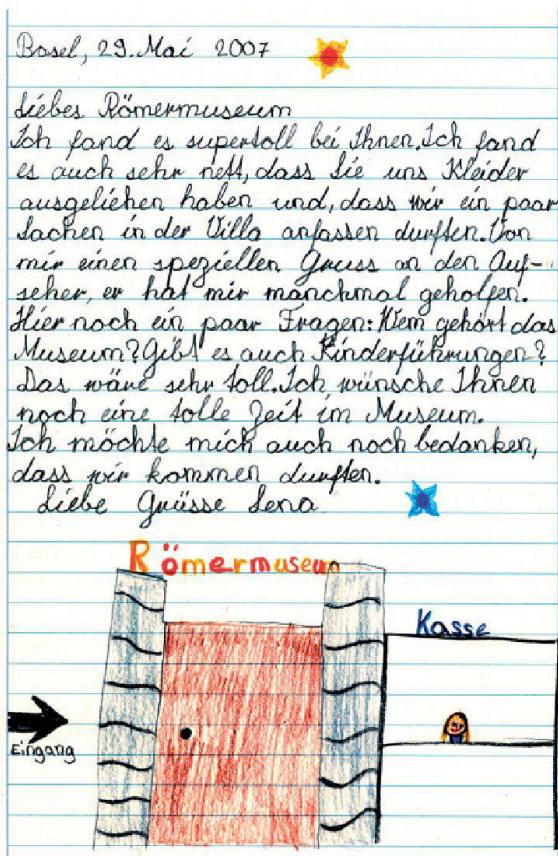 Basel, 29. Mai 2007
Liebes Römermuseum
Ich fand es supertoll bei Ihnen. Ich fand
es auch sehr nett, dass Sie uns Kleider
ausgeliehen haben und, dass wir ein paar
Sachen in der Villa anfassen durften. Von
mir einen speziellen Gruss an den Auf-
seher, er hat mir manchmal geholfen.
Hier noch ein paar Fragen: Wem gehört das
Museum? Gibt es auch Kinderführungen?
Das wäre sehr toll. Ich wünsche Ihnen
noch eine tolle Zeit im Museum.
Ich möchte mich auch noch bedanken,
dass wir kommen durften.
Liebe Grüsse Lena
Römermuseum
Kasse
Eingang